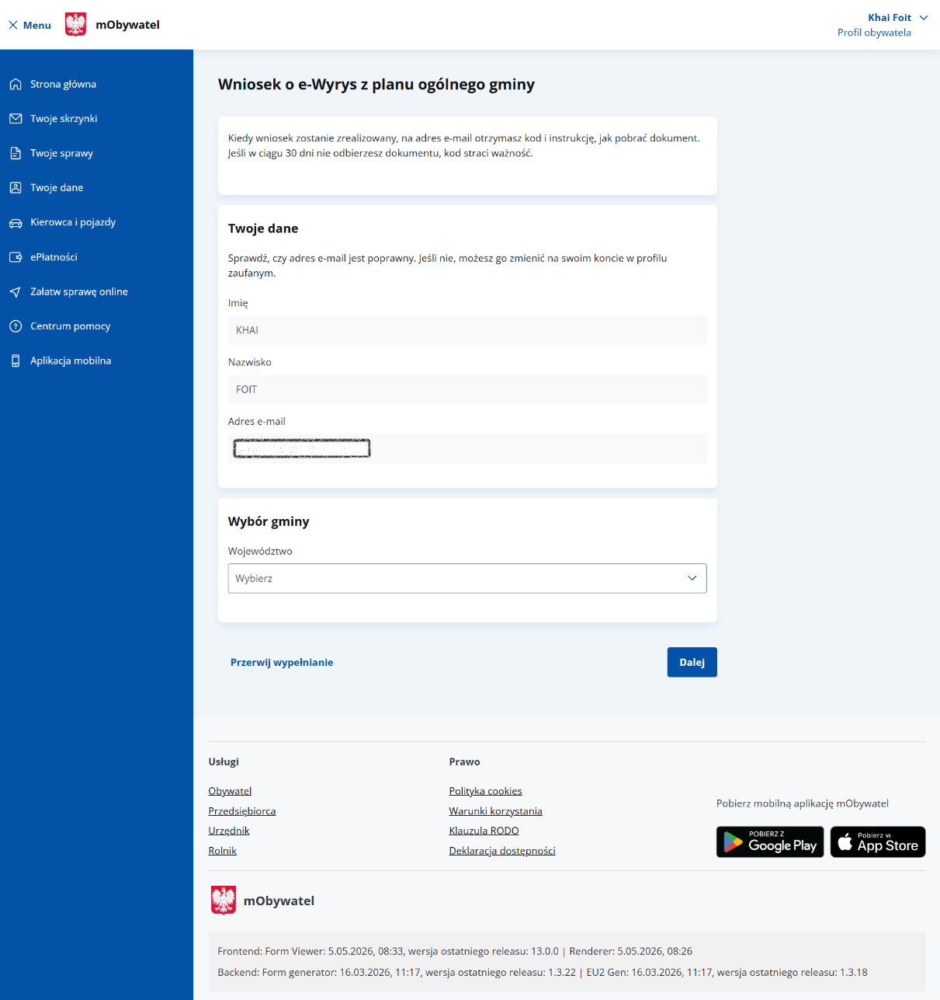 Menu
mObywatel
Khai Foit
Profil obywatela
Strona główna
Twoje skrzynki
Twoje sprawy
Twoje dane
Kierowca i pojazdy
ePłatności
Załatw sprawę online
Centrum pomocy
Aplikacja mobilna
Wniosek o e-Wyrys z planu ogólnego gminy
Kiedy wniosek zostanie zrealizowany, na adres e-mail otrzymasz kod i instrukcję, jak pobrać dokument.
Jeśli w ciągu 30 dni nie odbierzesz dokumentu, kod straci ważność.
Twoje dane
Sprawdź, czy adres e-mail jest poprawny. Jeśli nie, możesz go zmienić na swoim koncie w profilu
zaufanym.
Imię
KHAI
Nazwisko
FOIT
Adres e-mail
Wybór gminy
Województwo
Wybierz
Przerwij wypełnianie
Dalej
Usługi
Obywatel
Przedsiębiorca
Urzędnik
Rolnik
Prawo
Polityka cookies
Warunki korzystania
Klauzula RODO
Deklaracja dostępności
Pobierz mobilną aplikację mObywatel
POBIERZ Z
Google Play
Pobierz w
App Store
mObywatel
Frontend: Form Viewer: 5.05.2026, 08:33, wersja ostatniego releasu: 13.0.0 | Renderer: 5.05.2026, 08:26
Backend: Form generator: 16.03.2026, 11:17, wersja ostatniego releasu: 1.3.22 | EU2 Gen: 16.03.2026, 11:17, wersja ostatniego releasu: 1.3.18